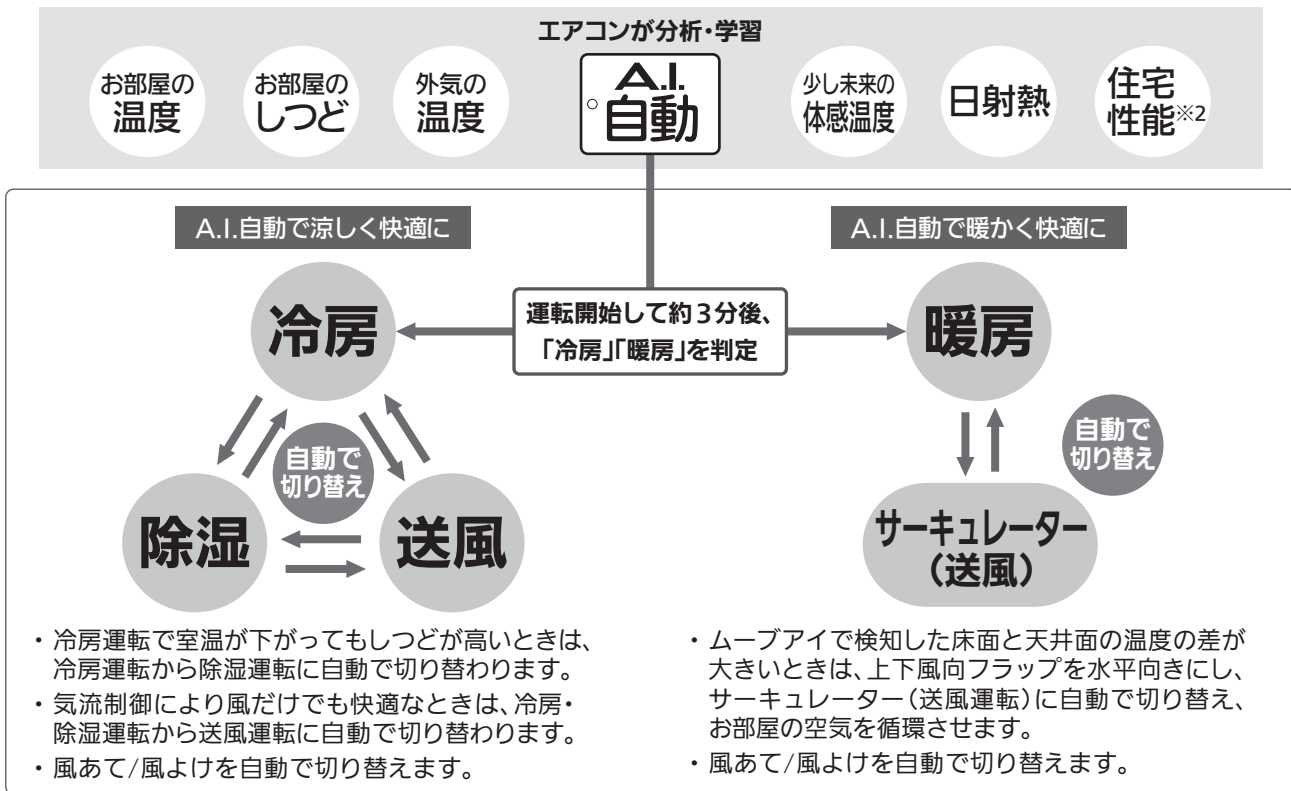 エアコンが分析・学習
お部屋の
温度
お部屋の
しつど
外気の
温度
A.I.
自動
少し未来の
体感温度
日射熱
住宅
性能※2
A.I.自動で涼しく快適に
A.I.自動で暖かく快適に
冷房
運転開始して約3分後、
「冷房」「暖房」を判定
暖房
自動で
切り替え
除湿
送風
自動で
切り替え
サーキュレーター
(送風)
・冷房運転で室温が下がってもしつどが高いときは、
冷房運転から除湿運転に自動で切り替わります。
・気流制御により風だけでも快適なときは、冷房・
除湿運転から送風運転に自動で切り替わります。
・風あて/風よけを自動で切り替えます。
・ムーブアイで検知した床面と天井面の温度の差が
大きいときは、上下風向フラップを水平向きにし、
サーキュレーター(送風運転)に自動で切り替え、
お部屋の空気を循環させます。
・風あて/風よけを自動で切り替えます。